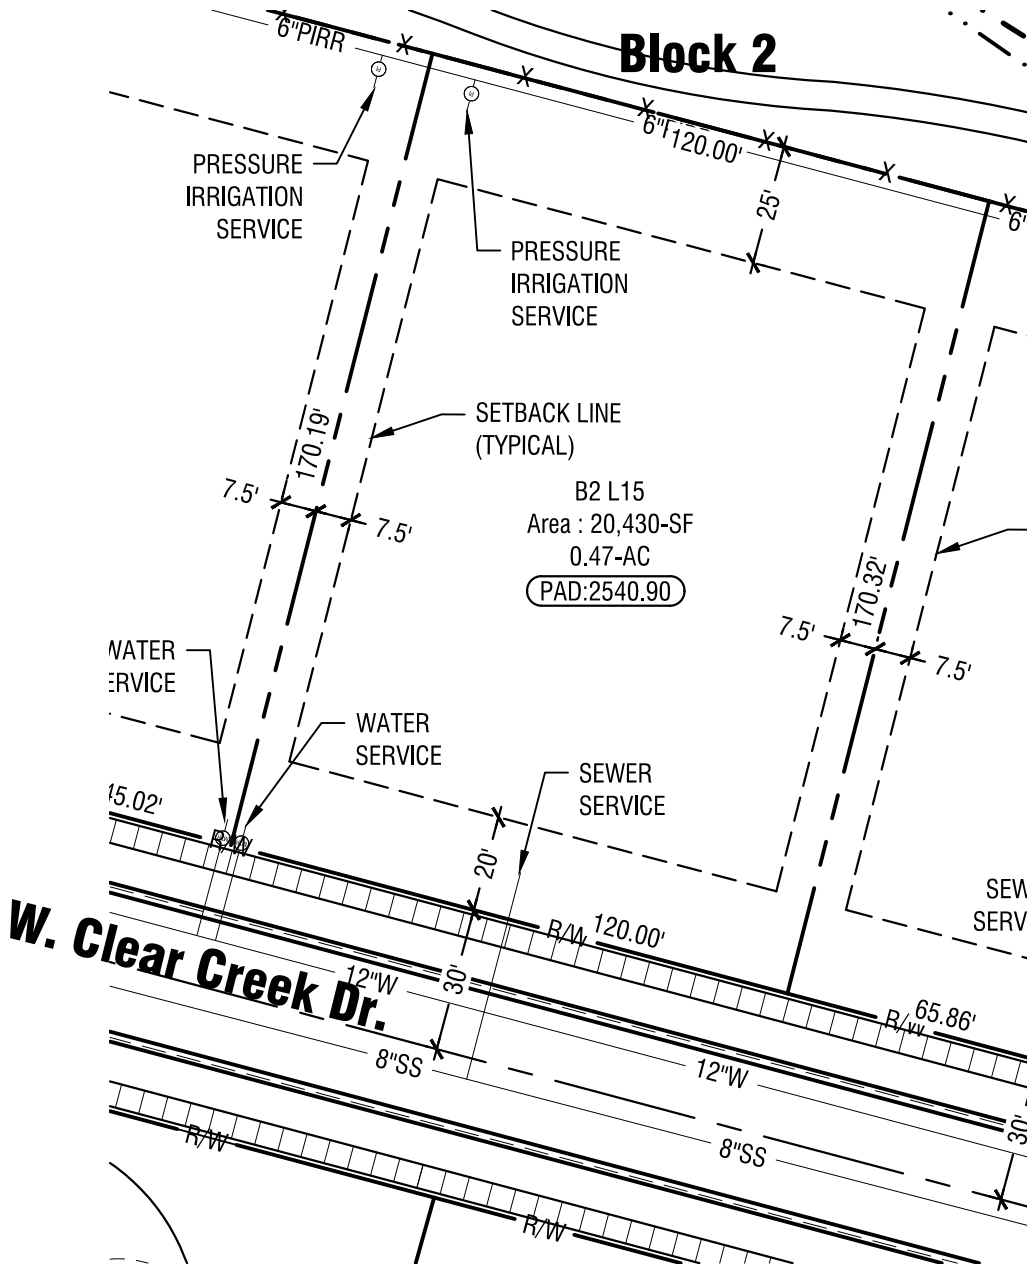 6"PIRR
Block 2
6"
120.00'
6'
25'
PRESSURE
IRRIGATION
SERVICE
PRESSURE
IRRIGATION
SERVICE
SETBACK LINE
(TYPICAL)
170.19'
7.5'
7.5'
B2 L15
Area : 20,430-SF
0.47-AC
PAD:2540.90
170.32'
7.5'
7.5'
WATER
SERVICE
WATER
SERVICE
SEWER
SERVICE
45.02'
R/W
20'
SEW
SERV
R/W
120.00'
W. Clear Creek Dr.
12"W
30'
R/W
65.86'
8"SS
12"W
30'
R/W
8"SS
R/W